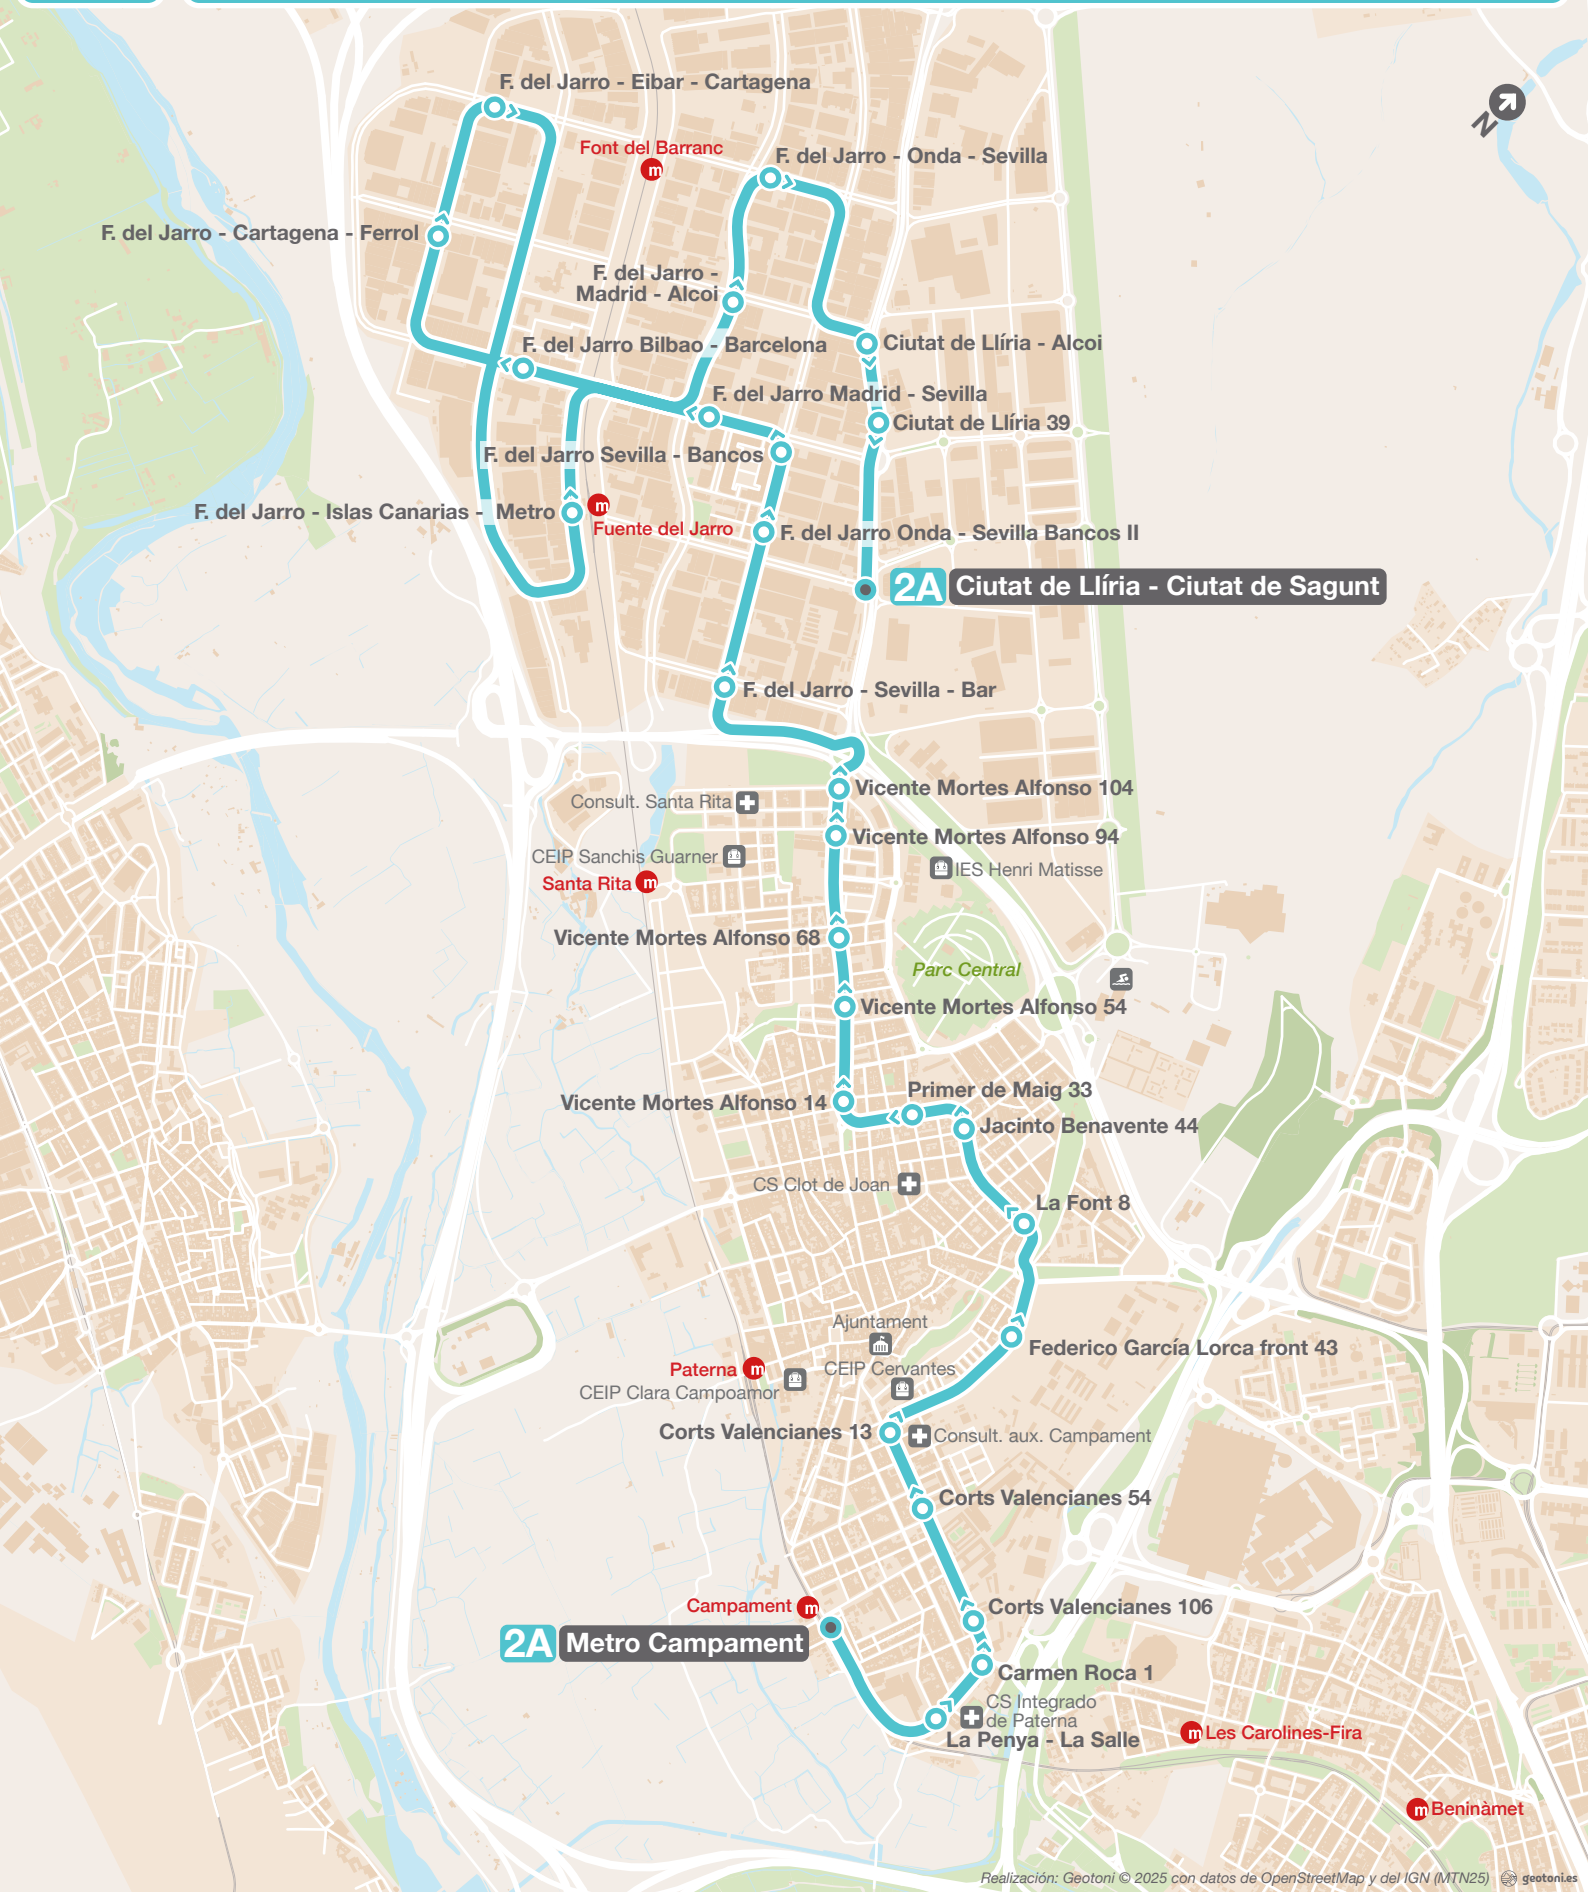 F. del Jarro - Eibar - Cartagena
Font del Barranc
m
F. del Jarro - Onda - Sevilla
N
F. del Jarro - Cartagena - Ferrol
F. del Jarro -
Madrid - Alcoi
F. del Jarro Bilbao - Barcelona
Ciutat de Llíria - Alcoi
F. del Jarro Madrid - Sevilla
Ciutat de Llíria 39
F. del Jarro Sevilla - Bancos
F. del Jarro - Islas Canarias - Metro
m
Fuente del Jarro
F. del Jarro Onda - Sevilla Bancos II
2A Ciutat de Llíria - Ciutat de Sagunt
F. del Jarro - Sevilla - Bar
Vicente Mortes Alfonso 104
Consult. Santa Rita
Vicente Mortes Alfonso 94
CEIP Sanchis Guarner
IES Henri Matisse
Santa Rita m
Vicente Mortes Alfonso 68
Parc Central
Vicente Mortes Alfonso 54
Primer de Maig 33
Vicente Mortes Alfonso 14
Jacinto Benavente 44
CS Clot de Joan
La Font 8
Ajuntament
Federico García Lorca front 43
Paterna m
CEIP Cervantes
CEIP Clara Campoamor
Corts Valencianes 13
Consult. aux. Campament
Corts Valencianes 54
Campament m
Corts Valencianes 106
2A Metro Campament
Carmen Roca 1
CS Integrado
de Paterna
La Penya - La Salle
m Les Carolines-Fira
m Beninàmet
Realización: Geotoni © 2025 con datos de OpenStreetMap y del IGN (MTN25) geotoni.es